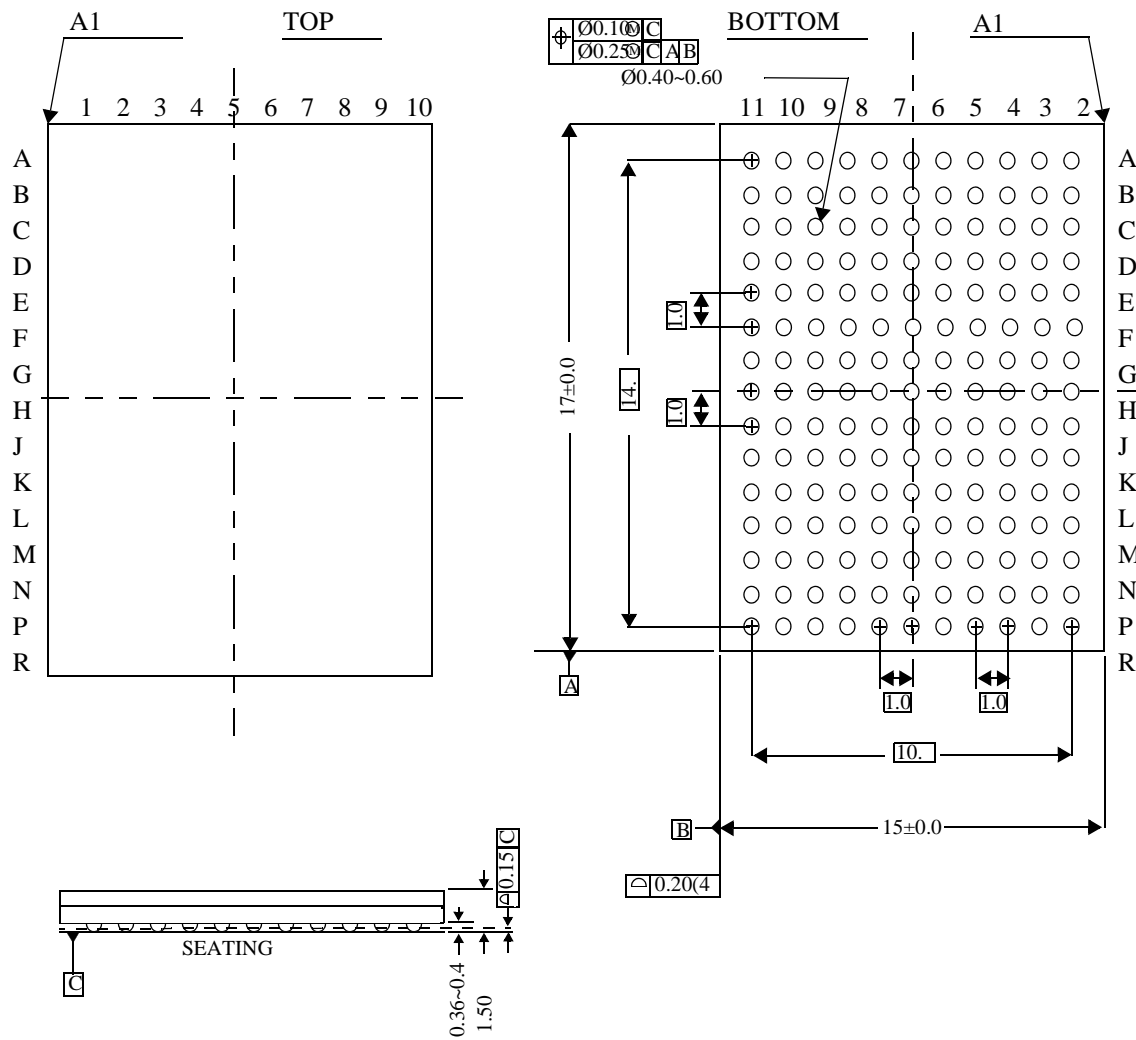 A1 TOP
Ø0.10Ⓜ C
Ø0.25Ⓜ C A B
BOTTOM A1
Ø0.40~0.60
1 2 3 4 5 6 7 8 9 10
11 10 9 8 7 6 5 4 3 2
A
B
C
D
E
F
G
H
J
K
L
M
N
P
R
17±0.0
14.
1.0
1.0
A
B
C
D
E
F
G
H
J
K
L
M
N
P
R
A
1.0 1.0
10.
B
15±0.0
0.20(4
0.15 C
SEATING
C
0.36~0.4
1.50